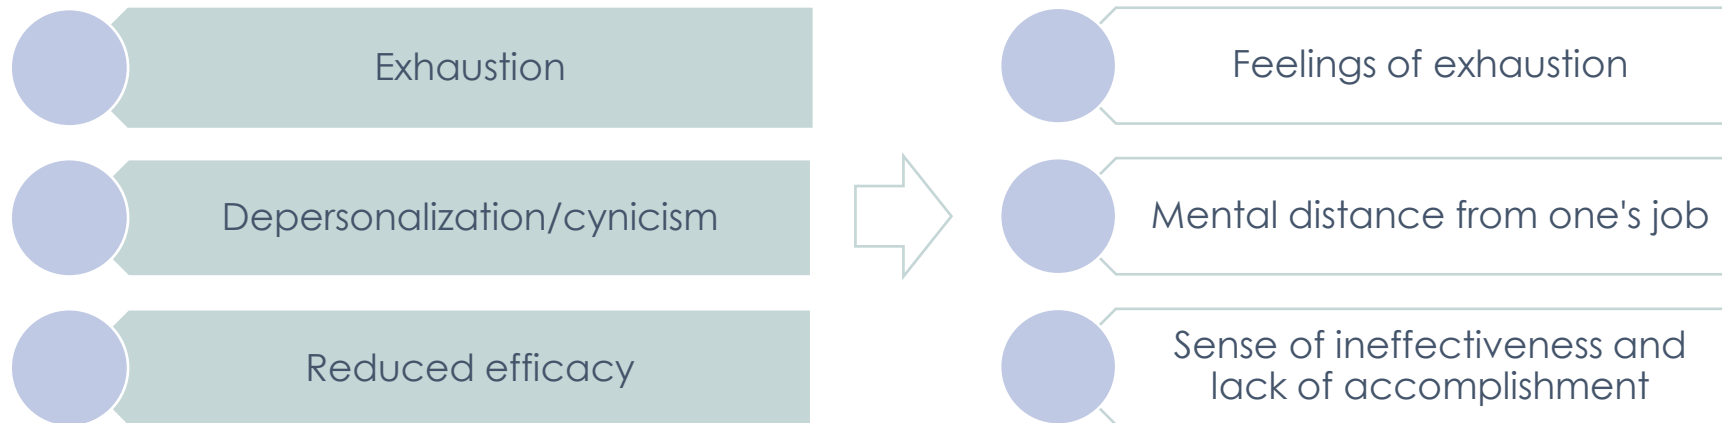 Exhaustion
Depersonalization/cynicism
Reduced efficacy
Feelings of exhaustion
Mental distance from one's job
Sense of ineffectiveness and
lack of accomplishment